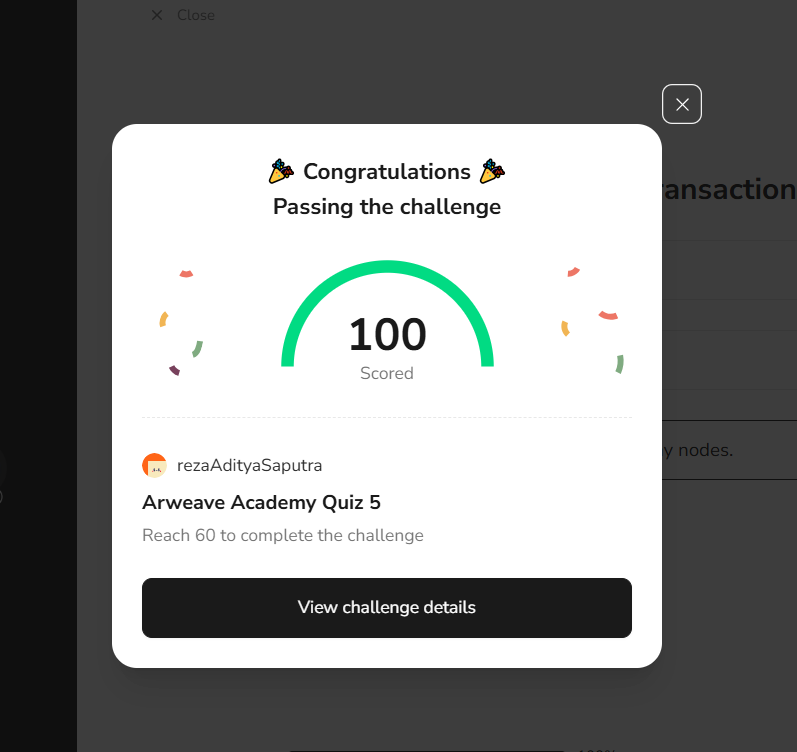 Close
Congratulations
Passing the challenge
ransaction
100
Scored
y nodes.
rezaAdityaSaputra
Arweave Academy Quiz 5
Reach 60 to complete the challenge
View challenge details